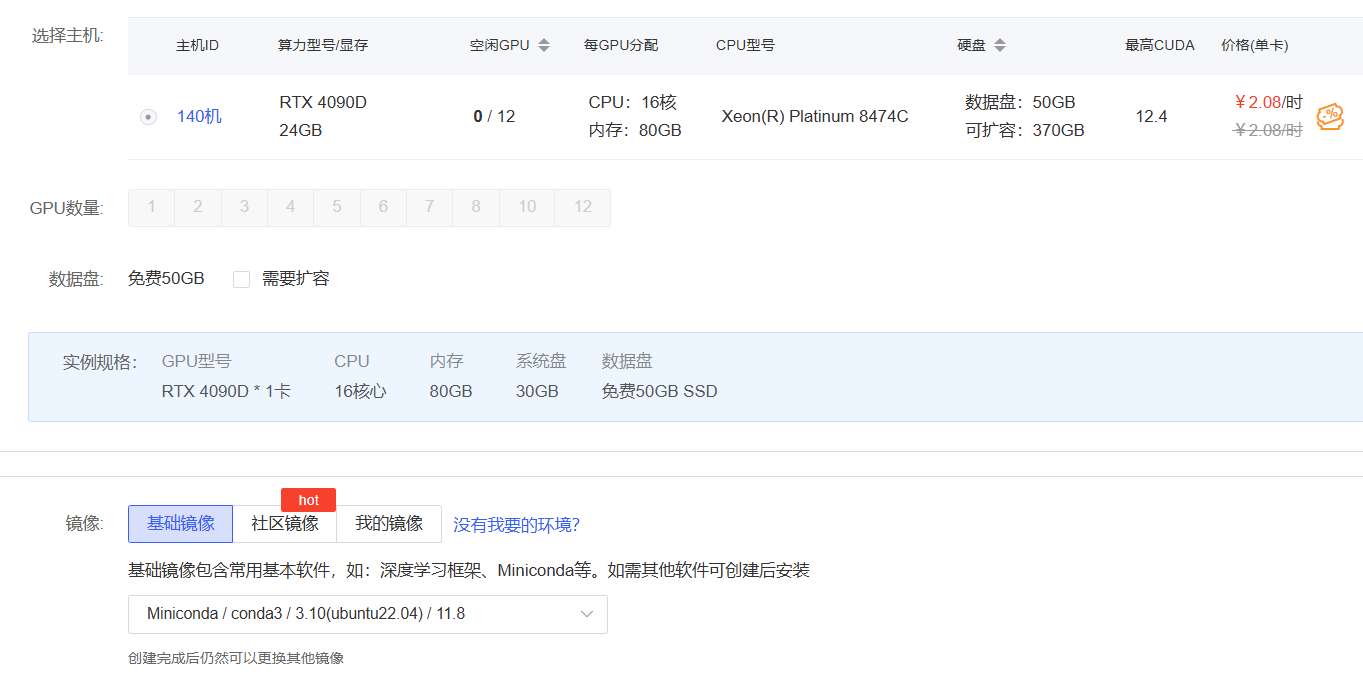 选择主机:
主机ID 算力型号/显存 空闲GPU 每GPU分配 CPU型号 硬盘 最高CUDA 价格(单卡)
140机 RTX 4090D 24GB 0 / 12 CPU：16核 内存：80GB Xeon(R) Platinum 8474C 数据盘：50GB 可扩容：370GB 12.4 ￥2.08/时 ￥2.08/时
GPU数量: 1 2 3 4 5 6 7 8 10 12
数据盘: 免费50GB 需要扩容
实例规格： GPU型号 CPU 内存 系统盘 数据盘
RTX 4090D * 1卡 16核心 80GB 30GB 免费50GB SSD
hot
镜像: 基础镜像 社区镜像 我的镜像 没有我要的环境?
基础镜像包含常用基本软件，如：深度学习框架、Miniconda等。如需其他软件可创建后安装
Miniconda / conda3 / 3.10(ubuntu22.04) / 11.8
创建完成后仍然可以更换其他镜像